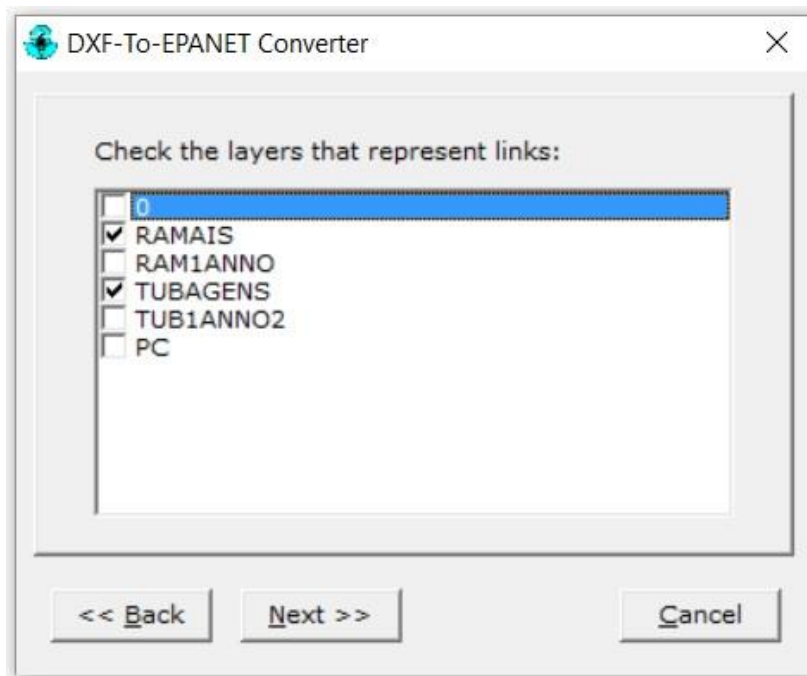 DXF-To-EPANET Converter
Check the layers that represent links:
0
RAMAIS
RAM1ANNO
TUBAGENS
TUB1ANNO2
PC
<< Back
Next >>
Cancel